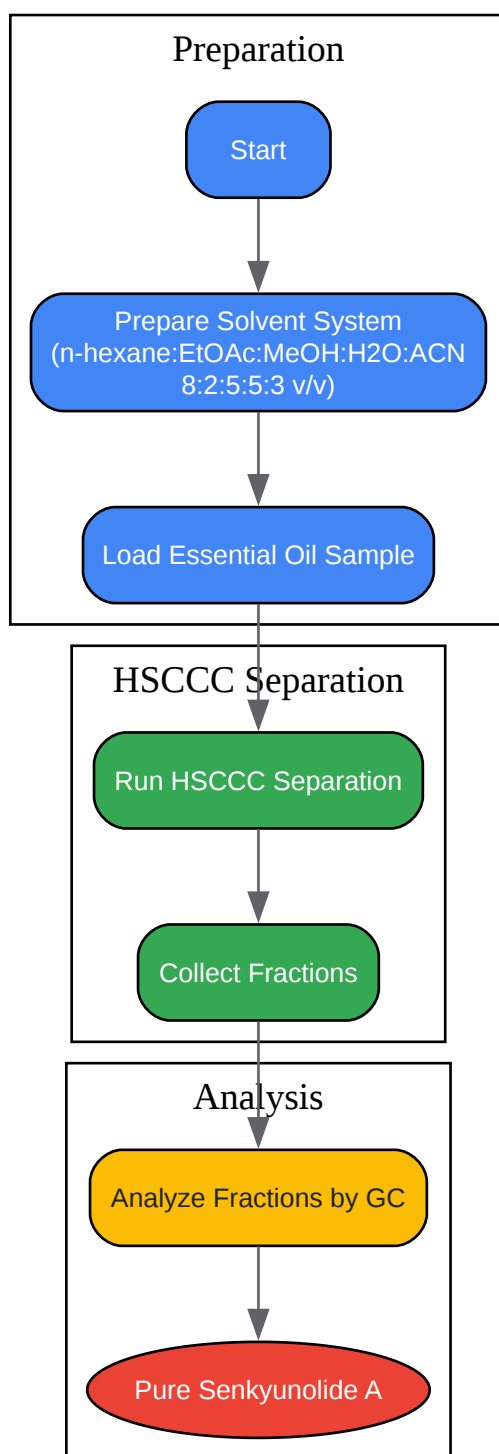 Preparation
Start
Prepare Solvent System
(n-hexane:EtOAc:MeOH:H2O:ACN
8:2:5:5:3 v/v)
Load Essential Oil Sample
HSCCC Separation
Run HSCCC Separation
Collect Fractions
Analysis
Analyze Fractions by GC
Pure Senkyunolide A